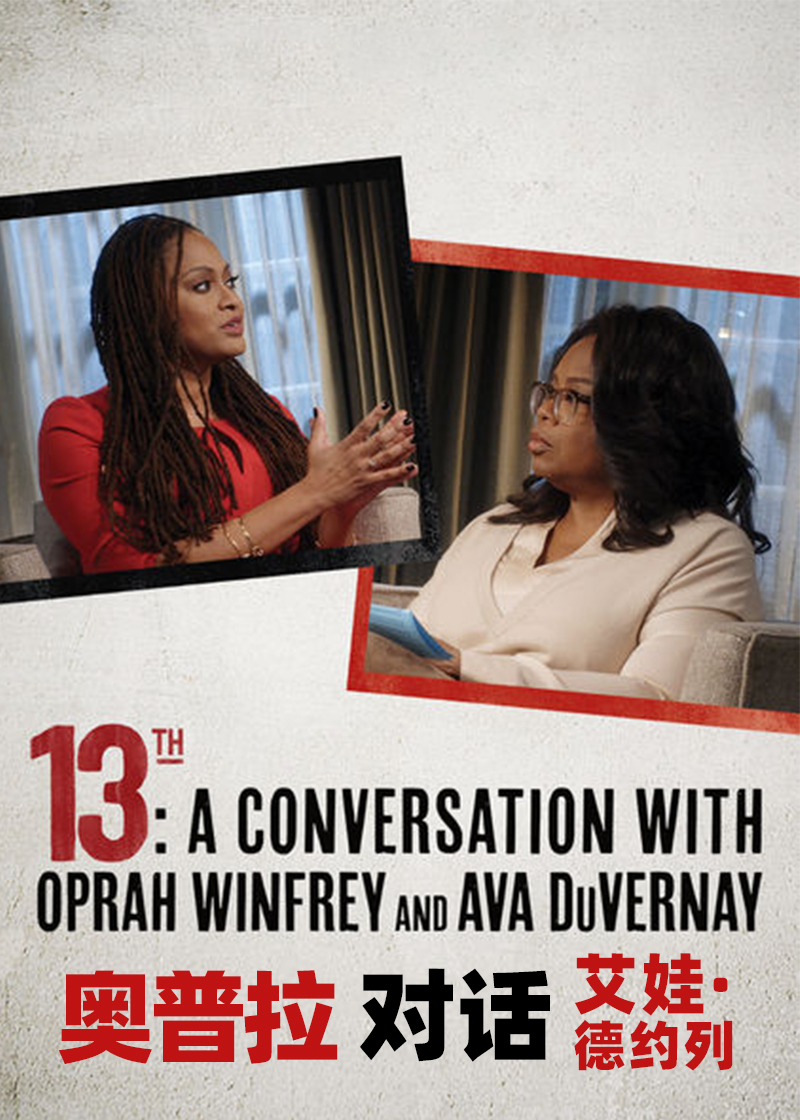 13TH: A CONVERSATION WITH
OPRAH WINFREY AND AVA DuVERNAY
奥普拉 对话 艾娃·
德约列